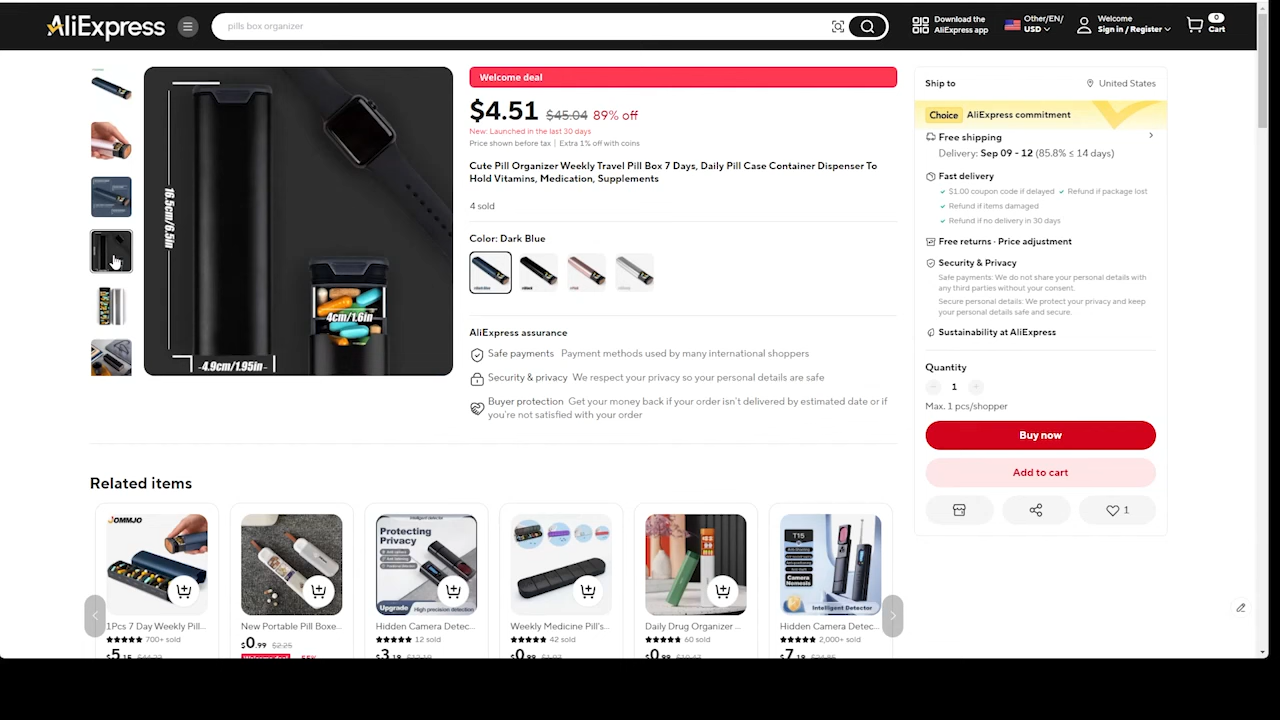 AliExpress
pills box organizer
Download the
AliExpress app
Other/EN/
USD
Welcome
Sign in / Register
0
Cart
16.5cm/6.5in
4cm/1.6in
4.9cm/1.95in
Welcome deal
$4.51 $45.04 89% off
New: Launched in the last 30 days
Price shown before tax | Extra 1% off with coins
Cute Pill Organizer Weekly Travel Pill Box 7 Days, Daily Pill Case Container Dispenser To
Hold Vitamins, Medication, Supplements
4 sold
Color: Dark Blue
AliExpress assurance
Safe payments Payment methods used by many international shoppers
Security & privacy We respect your privacy so your personal details are safe
Buyer protection Get your money back if your order isn't delivered by estimated date or if
you're not satisfied with your order
Ship to United States
Choice AliExpress commitment
Free shipping
Delivery: Sep 09 - 12 (85.8% ≤ 14 days)
Fast delivery
$1.00 coupon code if delayed Refund if package lost
Refund if items damaged
Refund if no delivery in 30 days
Free returns · Price adjustment
Security & Privacy
Safe payments: We do not share your personal details with
any third parties without your consent.
Secure personal details: We protect your privacy and keep
your personal details safe and secure.
Sustainability at AliExpress
Quantity
1
Max. 1 pcs/shopper
Buy now
Add to cart
1
Related items
JOMMJO
1Pcs 7 Day Weekly Pill...
700+ sold
New Portable Pill Boxe...
$0.99 $2.25
Protecting
Privacy
Upgrade High precision detection
Hidden Camera Detec...
12 sold
Weekly Medicine Pill's...
42 sold
Daily Drug Organizer ...
60 sold
T15
Camera
Nemesis
Intelligent Detector
Hidden Camera Detec...
2,000+ sold